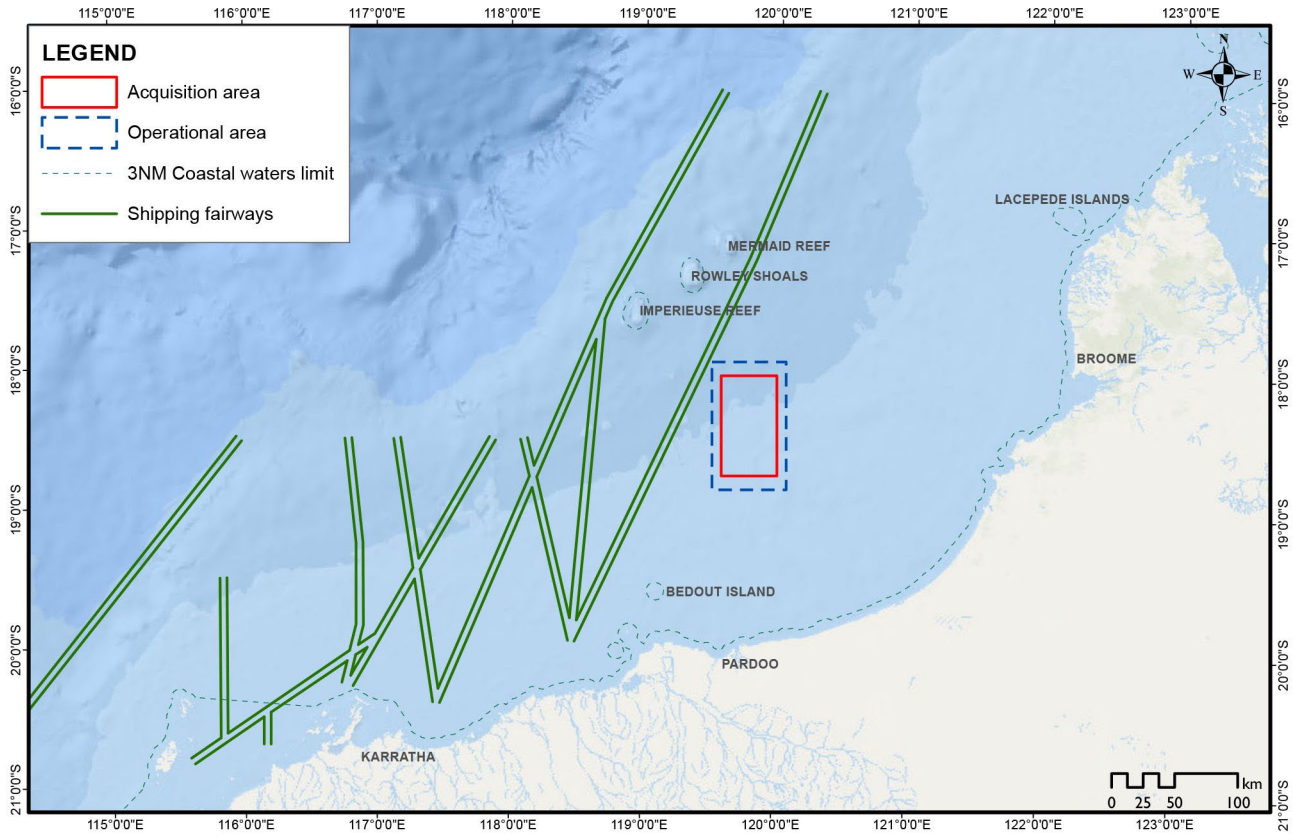 115°0'0"E 116°0'0"E 117°0'0"E 118°0'0"E 119°0'0"E 120°0'0"E 121°0'0"E 122°0'0"E 123°0'0"E
LEGEND
Acquisition area
Operational area
3NM Coastal waters limit
Shipping fairways
N
W E
S
16°0'0"S 16°0'0"S
LACEPEDE ISLANDS
17°0'0"S 17°0'0"S
MERMAID REEF
ROWLEY SHOALS
IMPERIEUSE REEF
BROOME
18°0'0"S 18°0'0"S
19°0'0"S 19°0'0"S
BEDOUT ISLAND
20°0'0"S 20°0'0"S
PARDOO
KARRATHA
21°0'0"S 21°0'0"S
km
0 25 50 100
115°0'0"E 116°0'0"E 117°0'0"E 118°0'0"E 119°0'0"E 120°0'0"E 121°0'0"E 122°0'0"E 123°0'0"E